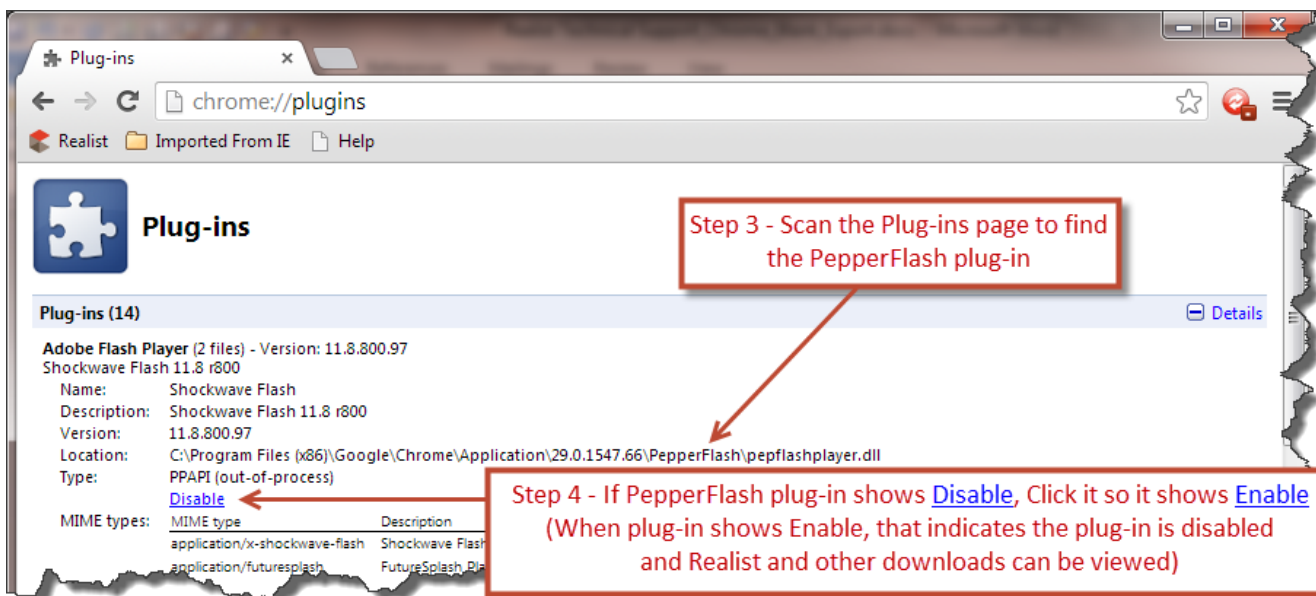 Plug-ins
chrome://plugins
Realist Imported From IE Help
Plug-ins
Step 3 - Scan the Plug-ins page to find
the PepperFlash plug-in
Plug-ins (14)
Details
Adobe Flash Player (2 files) - Version: 11.8.800.97
Shockwave Flash 11.8 r800
Name: Shockwave Flash
Description: Shockwave Flash 11.8 r800
Version: 11.8.800.97
Location: C:\Program Files (x86)\Google\Chrome\Application\29.0.1547.66\PepperFlash\pepflashplayer.dll
Type: PPAPI (out-of-process)
Disable
Step 4 - If PepperFlash plug-in shows Disable, Click it so it shows Enable
(When plug-in shows Enable, that indicates the plug-in is disabled
and Realist and other downloads can be viewed)
MIME types: MIME type Description
application/x-shockwave-flash Shockwave Flash
application/futuresplash FutureSplash Pla